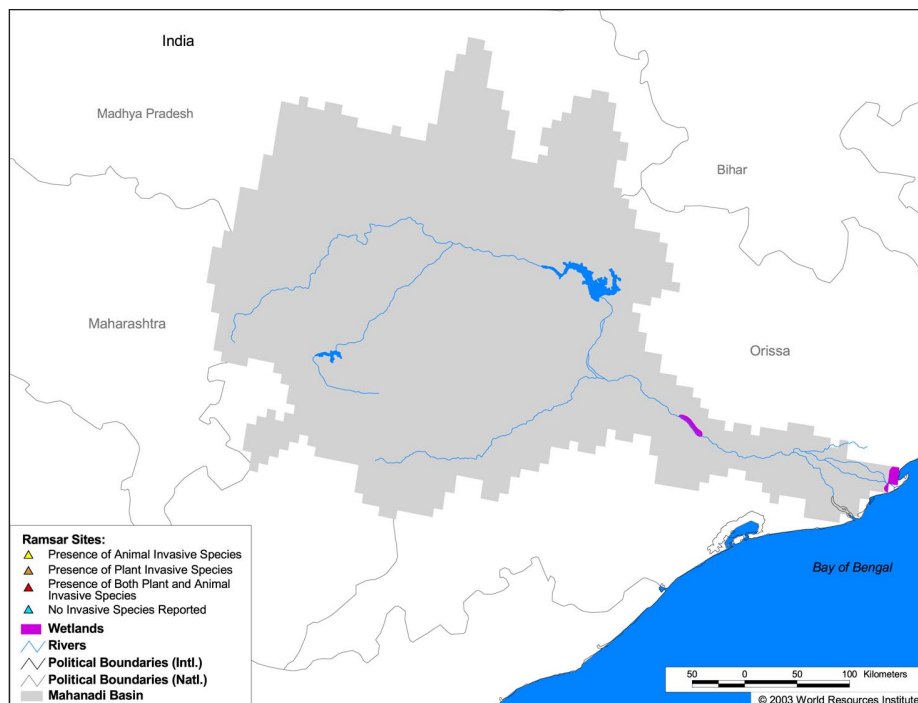 India
Madhya Pradesh
Bihar
Maharashtra
Orissa
Bay of Bengal
Ramsar Sites:
Presence of Animal Invasive Species
Presence of Plant Invasive Species
Presence of Both Plant and Animal
Invasive Species
No Invasive Species Reported
Wetlands
Rivers
Political Boundaries (Intl.)
Political Boundaries (Natl.)
Mahanadi Basin
50 0 50 100 Kilometers
© 2003 World Resources Institute